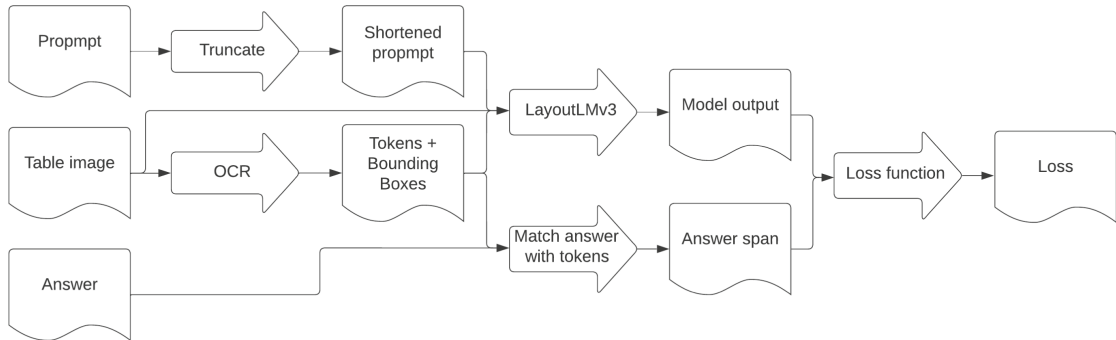 Propmpt
Truncate
Shortened
propmpt
LayoutLMv3
Model output
Table image
OCR
Tokens +
Bounding
Boxes
Loss function
Loss
Answer
Match answer
with tokens
Answer span